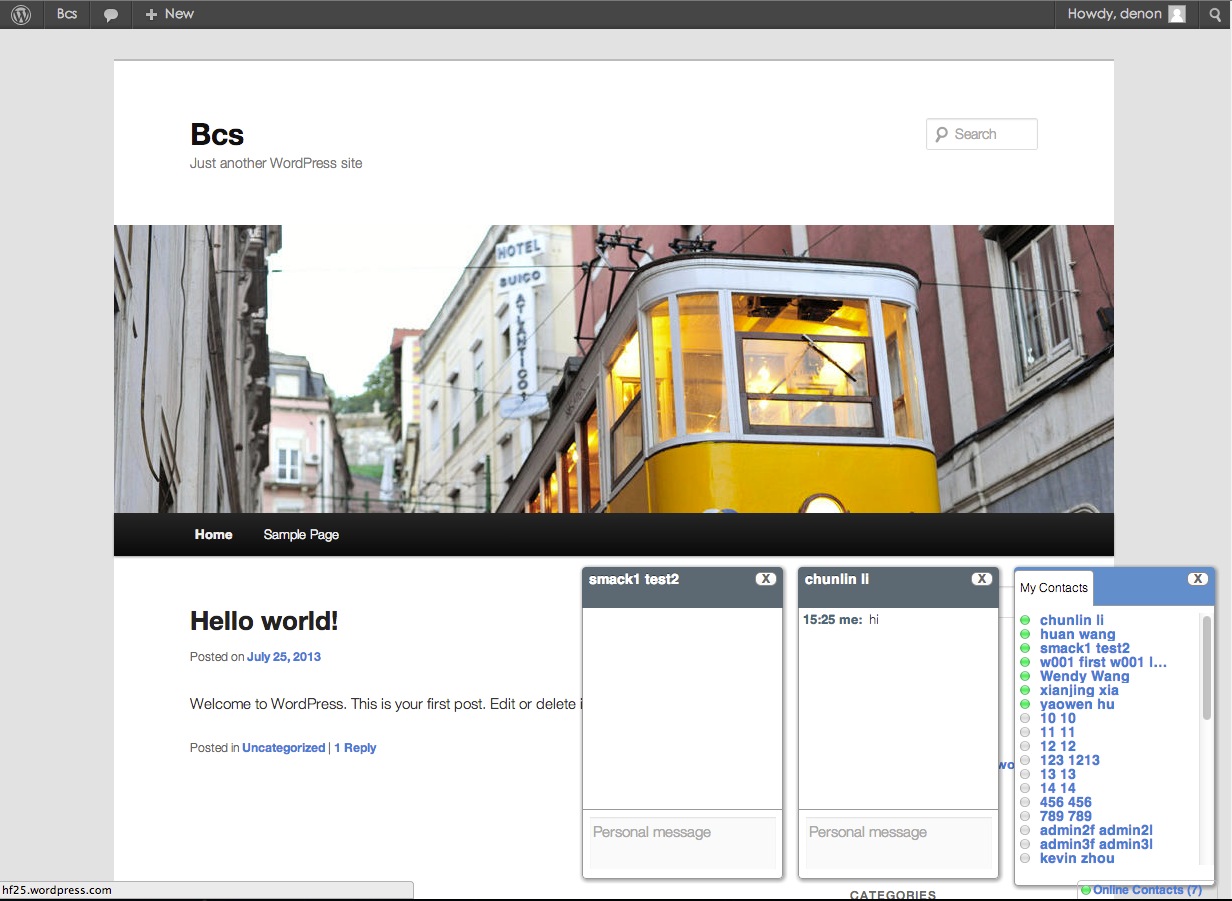 Bcs
New
Howdy, denon
Bcs
Just another WordPress site
Search
HOTEL
SUIÇO
ATLANTICO
Home
Sample Page
Hello world!
Posted on July 25, 2013
Welcome to WordPress. This is your first post. Edit or delete i
Posted in Uncategorized | 1 Reply
smack1 test2
X
Personal message
chunlin li
X
15:25 me: hi
Personal message
wo
My Contacts
X
chunlin li
huan wang
smack1 test2
w001 first w001 l...
Wendy Wang
xianjing xia
yaowen hu
10 10
11 11
12 12
123 1213
13 13
14 14
456 456
789 789
admin2f admin2l
admin3f admin3l
kevin zhou
Online Contacts (7)
CATEGORIES
hf25.wordpress.com